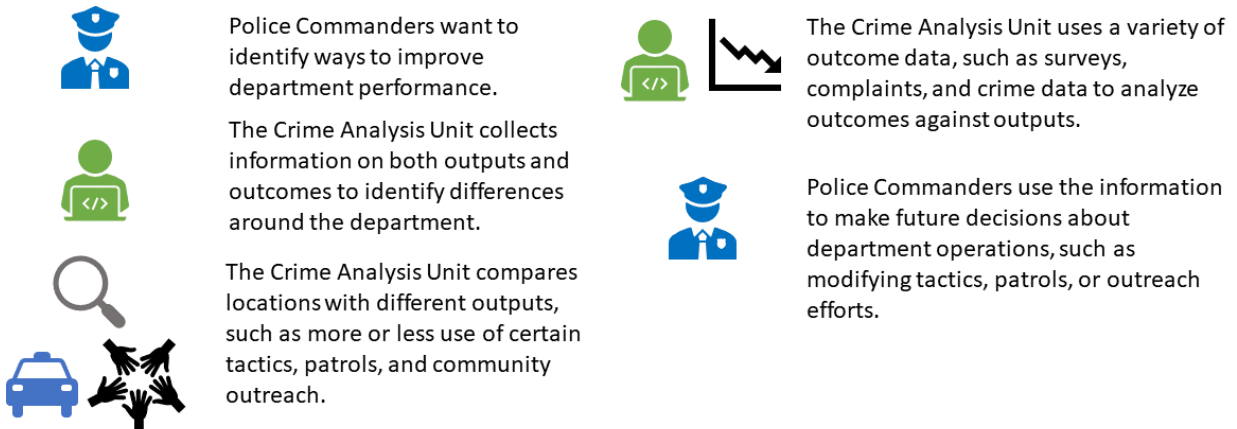 Police Commanders want to
identify ways to improve
department performance.
The Crime Analysis Unit collects
information on both outputs and
outcomes to identify differences
around the department.
</>
The Crime Analysis Unit compares
locations with different outputs,
such as more or less use of certain
tactics, patrols, and community
outreach.
The Crime Analysis Unit uses a variety of
outcome data, such as surveys,
complaints, and crime data to analyze
outcomes against outputs.
</>
Police Commanders use the information
to make future decisions about
department operations, such as
modifying tactics, patrols, or outreach
efforts.